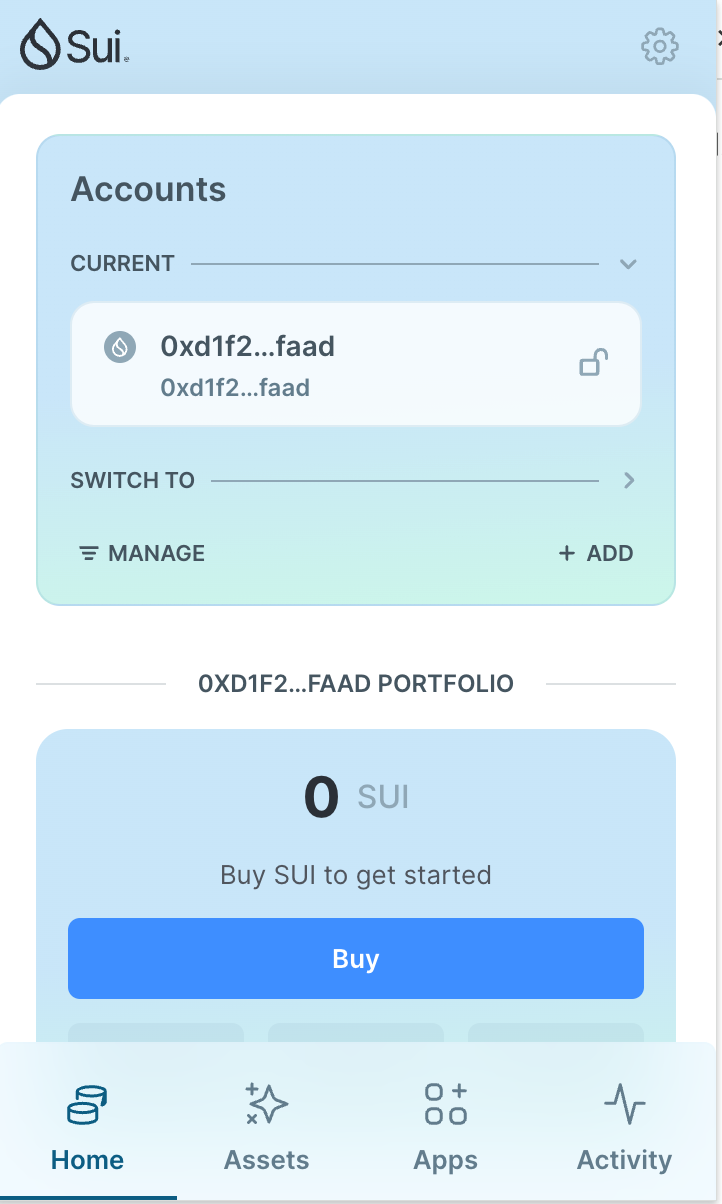 Sui
Accounts
CURRENT
0xd1f2…faad
0xd1f2…faad
SWITCH TO
MANAGE
+ ADD
0XD1F2…FAAD PORTFOLIO
0 SUI
Buy SUI to get started
Buy
Home
Assets
Apps
Activity